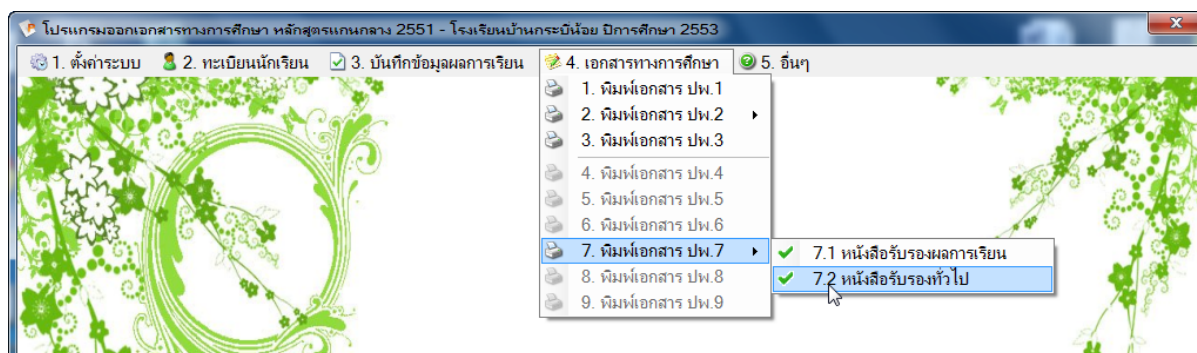 โปรแกรมออกเอกสารทางการศึกษา หลักสูตรแกนกลาง 2551 - โรงเรียนบ้านกระบี่น้อย ปีการศึกษา 2553
1. ตั้งค่าระบบ 2. ทะเบียนนักเรียน 3. บันทึกข้อมูลผลการเรียน 4. เอกสารทางการศึกษา 5. อื่นๆ
1. พิมพ์เอกสาร ปพ.1
2. พิมพ์เอกสาร ปพ.2
3. พิมพ์เอกสาร ปพ.3
4. พิมพ์เอกสาร ปพ.4
5. พิมพ์เอกสาร ปพ.5
6. พิมพ์เอกสาร ปพ.6
7. พิมพ์เอกสาร ปพ.7 7.1 หนังสือรับรองผลการเรียน
8. พิมพ์เอกสาร ปพ.8 7.2 หนังสือรับรองทั่วไป
9. พิมพ์เอกสาร ปพ.9